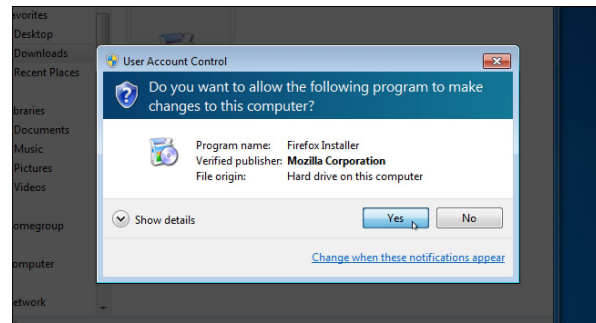 avorites
Desktop
Downloads
Recent Places
braries
Documents
Music
Pictures
Videos
omegroup
omputer
etwork
User Account Control
Do you want to allow the following program to make
changes to this computer?
Program name: Firefox Installer
Verified publisher: Mozilla Corporation
File origin: Hard drive on this computer
Show details
Yes
No
Change when these notifications appear